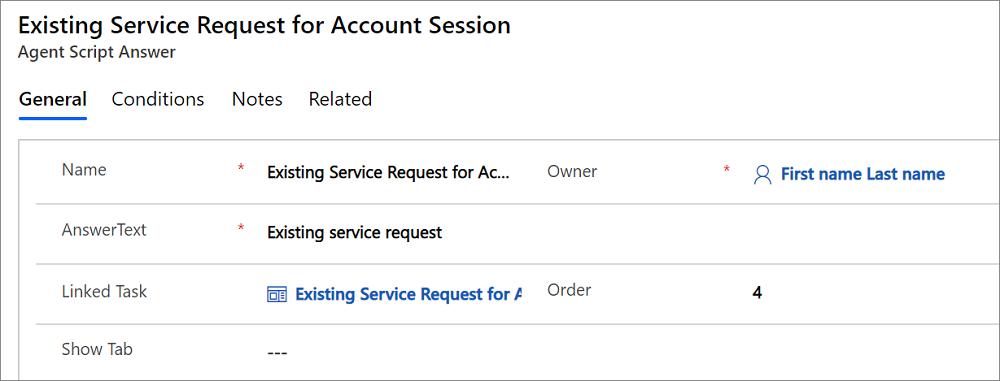 Existing Service Request for Account Session
Agent Script Answer
General Conditions Notes Related
Name * Existing Service Request for Ac... Owner * First name Last name
AnswerText * Existing service request
Linked Task Existing Service Request for A Order 4
Show Tab ---